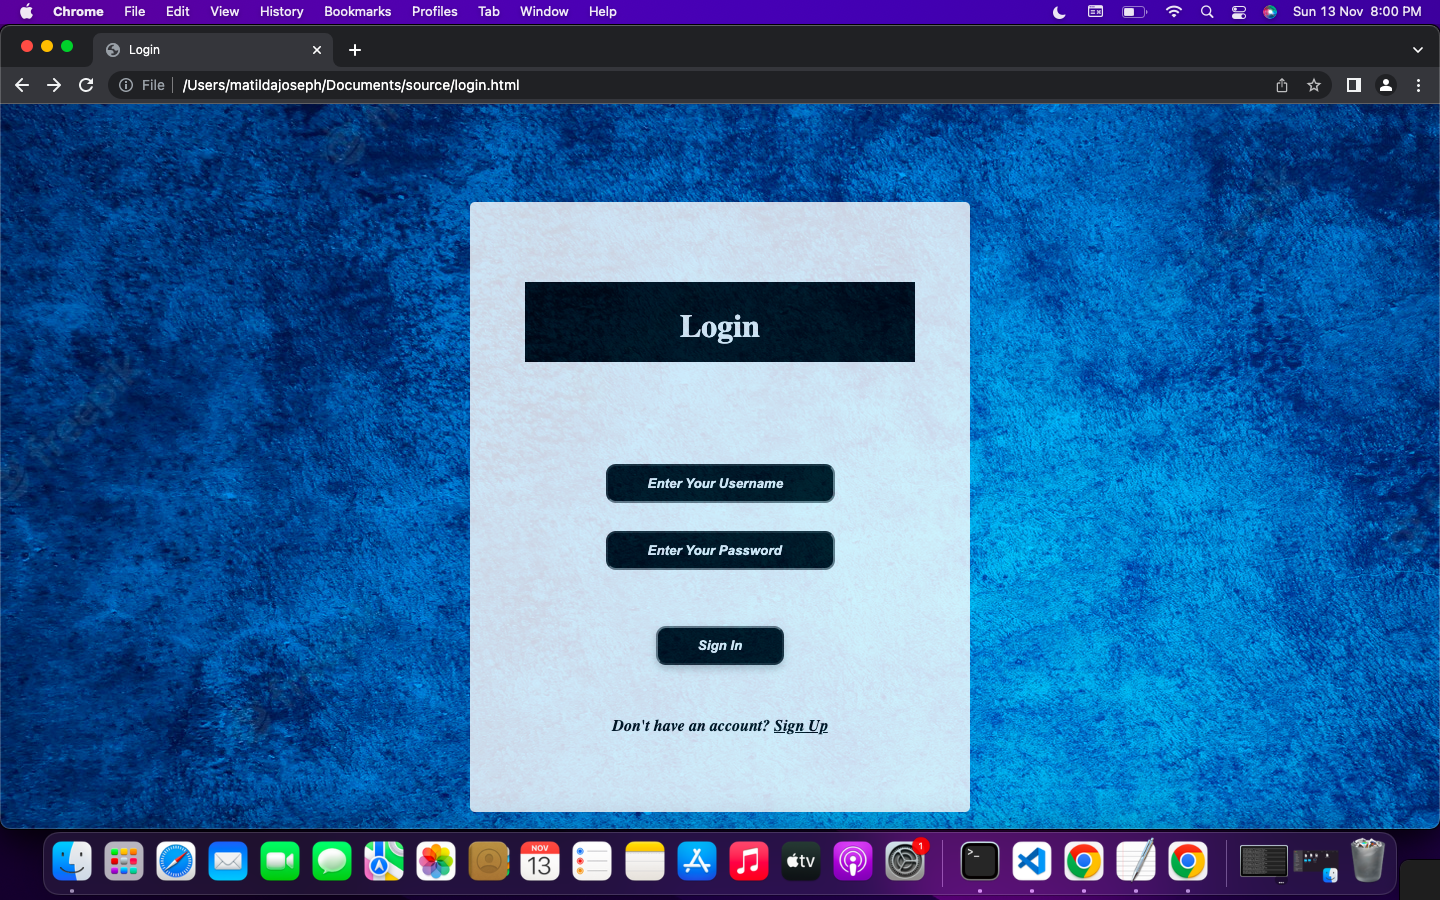 Chrome File Edit View History Bookmarks Profiles Tab Window Help Sun 13 Nov 8:00 PM
Login
File /Users/matildajoseph/Documents/source/login.html
freepik
Login
Enter Your Username
Enter Your Password
Sign In
Don't have an account? Sign Up
NOV
13
tv
1
>_